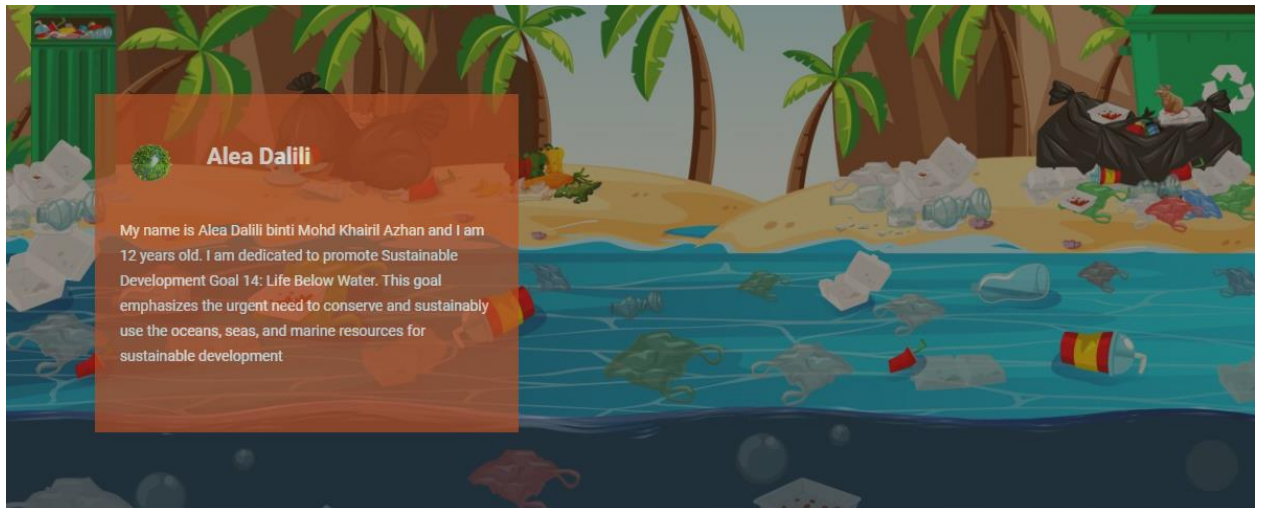 Alea Dalili
My name is Alea Dalili binti Mohd Khairil Azhan and I am
12 years old. I am dedicated to promote Sustainable
Development Goal 14: Life Below Water. This goal
emphasizes the urgent need to conserve and sustainably
use the oceans, seas, and marine resources for
sustainable development